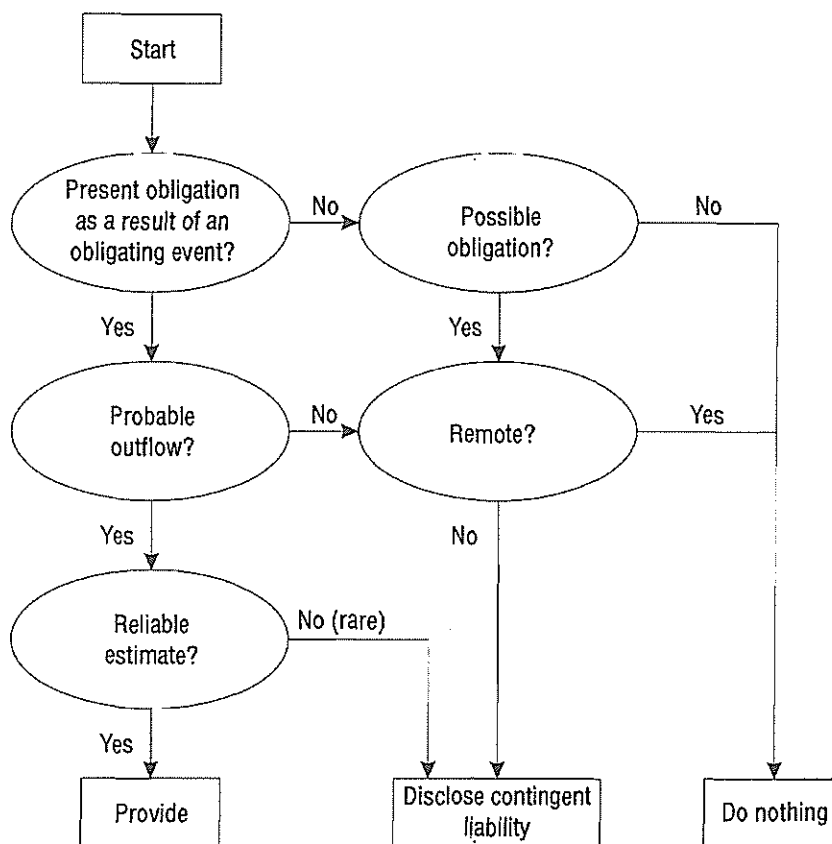 Start
Present obligation
as a result of an
obligating event?
No
Possible
obligation?
No
Yes
Yes
Probable
outflow?
No
Remote?
Yes
Yes
No
Reliable
estimate?
No (rare)
Yes
Provide
Disclose contingent
liability
Do nothing